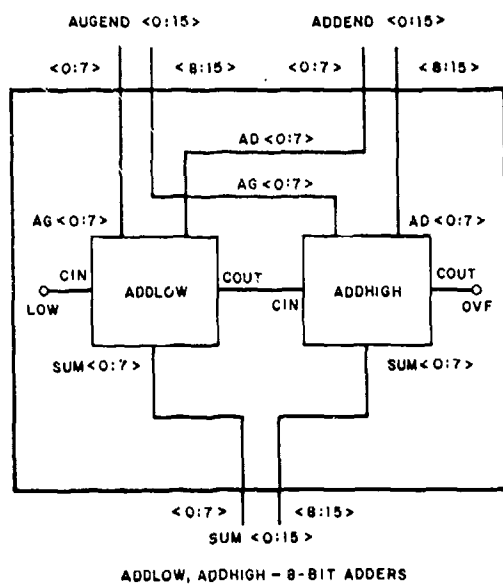 AUGEND <0:15> ADDEND <0:15>
<0:7> <8:15> <0:7> <8:15>
AD<0:7>
AG<0:7>
AG<0:7> AD<0:7>
CIN ADDLOW COUT CIN ADDHIGH COUT
LOW OVF
SUM<0:7> SUM<0:7>
<0:7> <8:15>
SUM <0:15>
ADDLOW, ADDHIGH – 8-BIT ADDERS